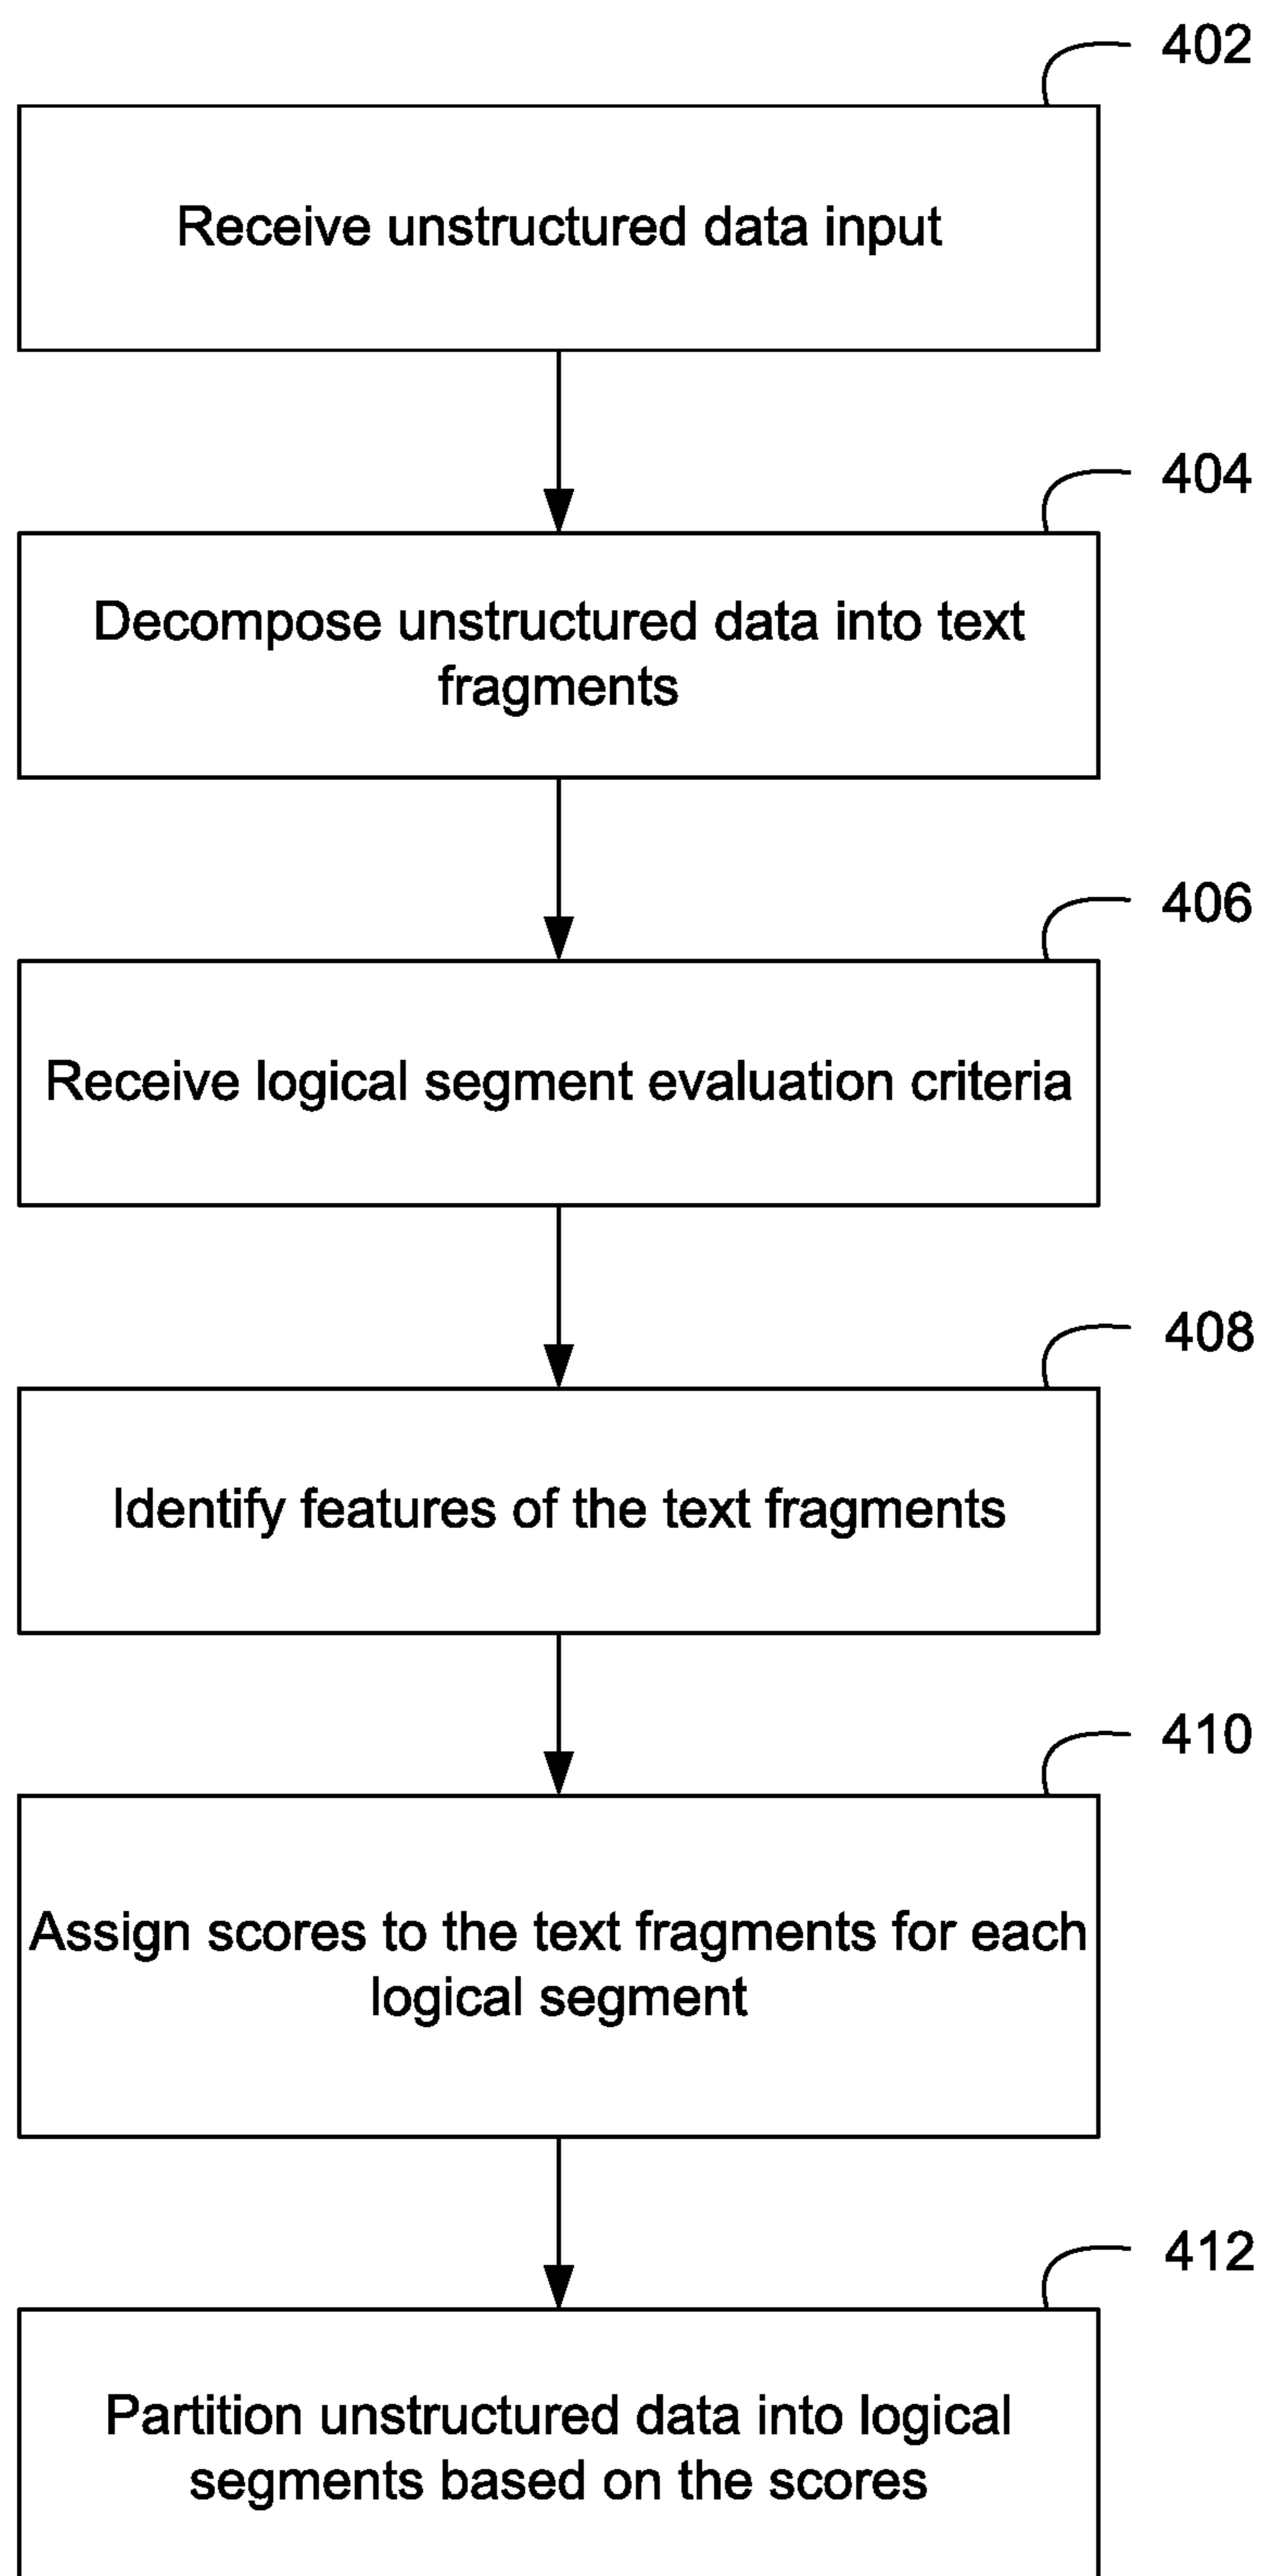 402
Receive unstructured data input
404
Decompose unstructured data into text
fragments
406
Receive logical segment evaluation criteria
408
Identify features of the text fragments
410
Assign scores to the text fragments for each
logical segment
412
Partition unstructured data into logical
segments based on the scores